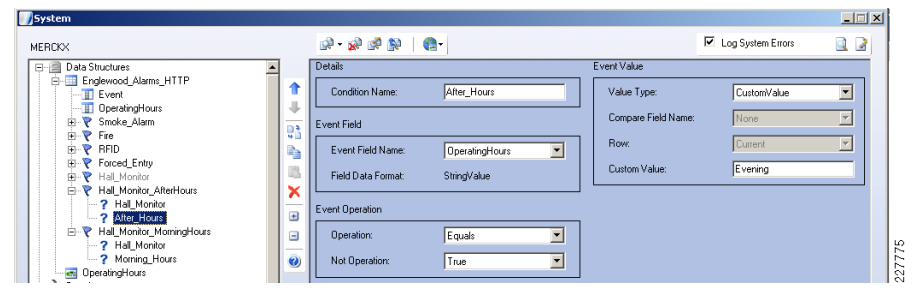 System
MERCKX
Log System Errors
Data Structures
Englewood_Alarms_HTTP
Event
OperatingHours
Smoke_Alarm
Fire
RFID
Forced_Entry
Hall_Monitor
Hall_Monitor_AfterHours
Hall_Monitor
After_Hours
Hall_Monitor_MorningHours
Hall_Monitor
Morning_Hours
OperatingHours
Details
Condition Name: After_Hours
Event Field
Event Field Name: OperatingHours
Field Data Format: StringValue
Event Operation
Operation: Equals
Not Operation: True
Event Value
Value Type: CustomValue
Compare Field Name: None
Row: Current
Custom Value: Evening
227775